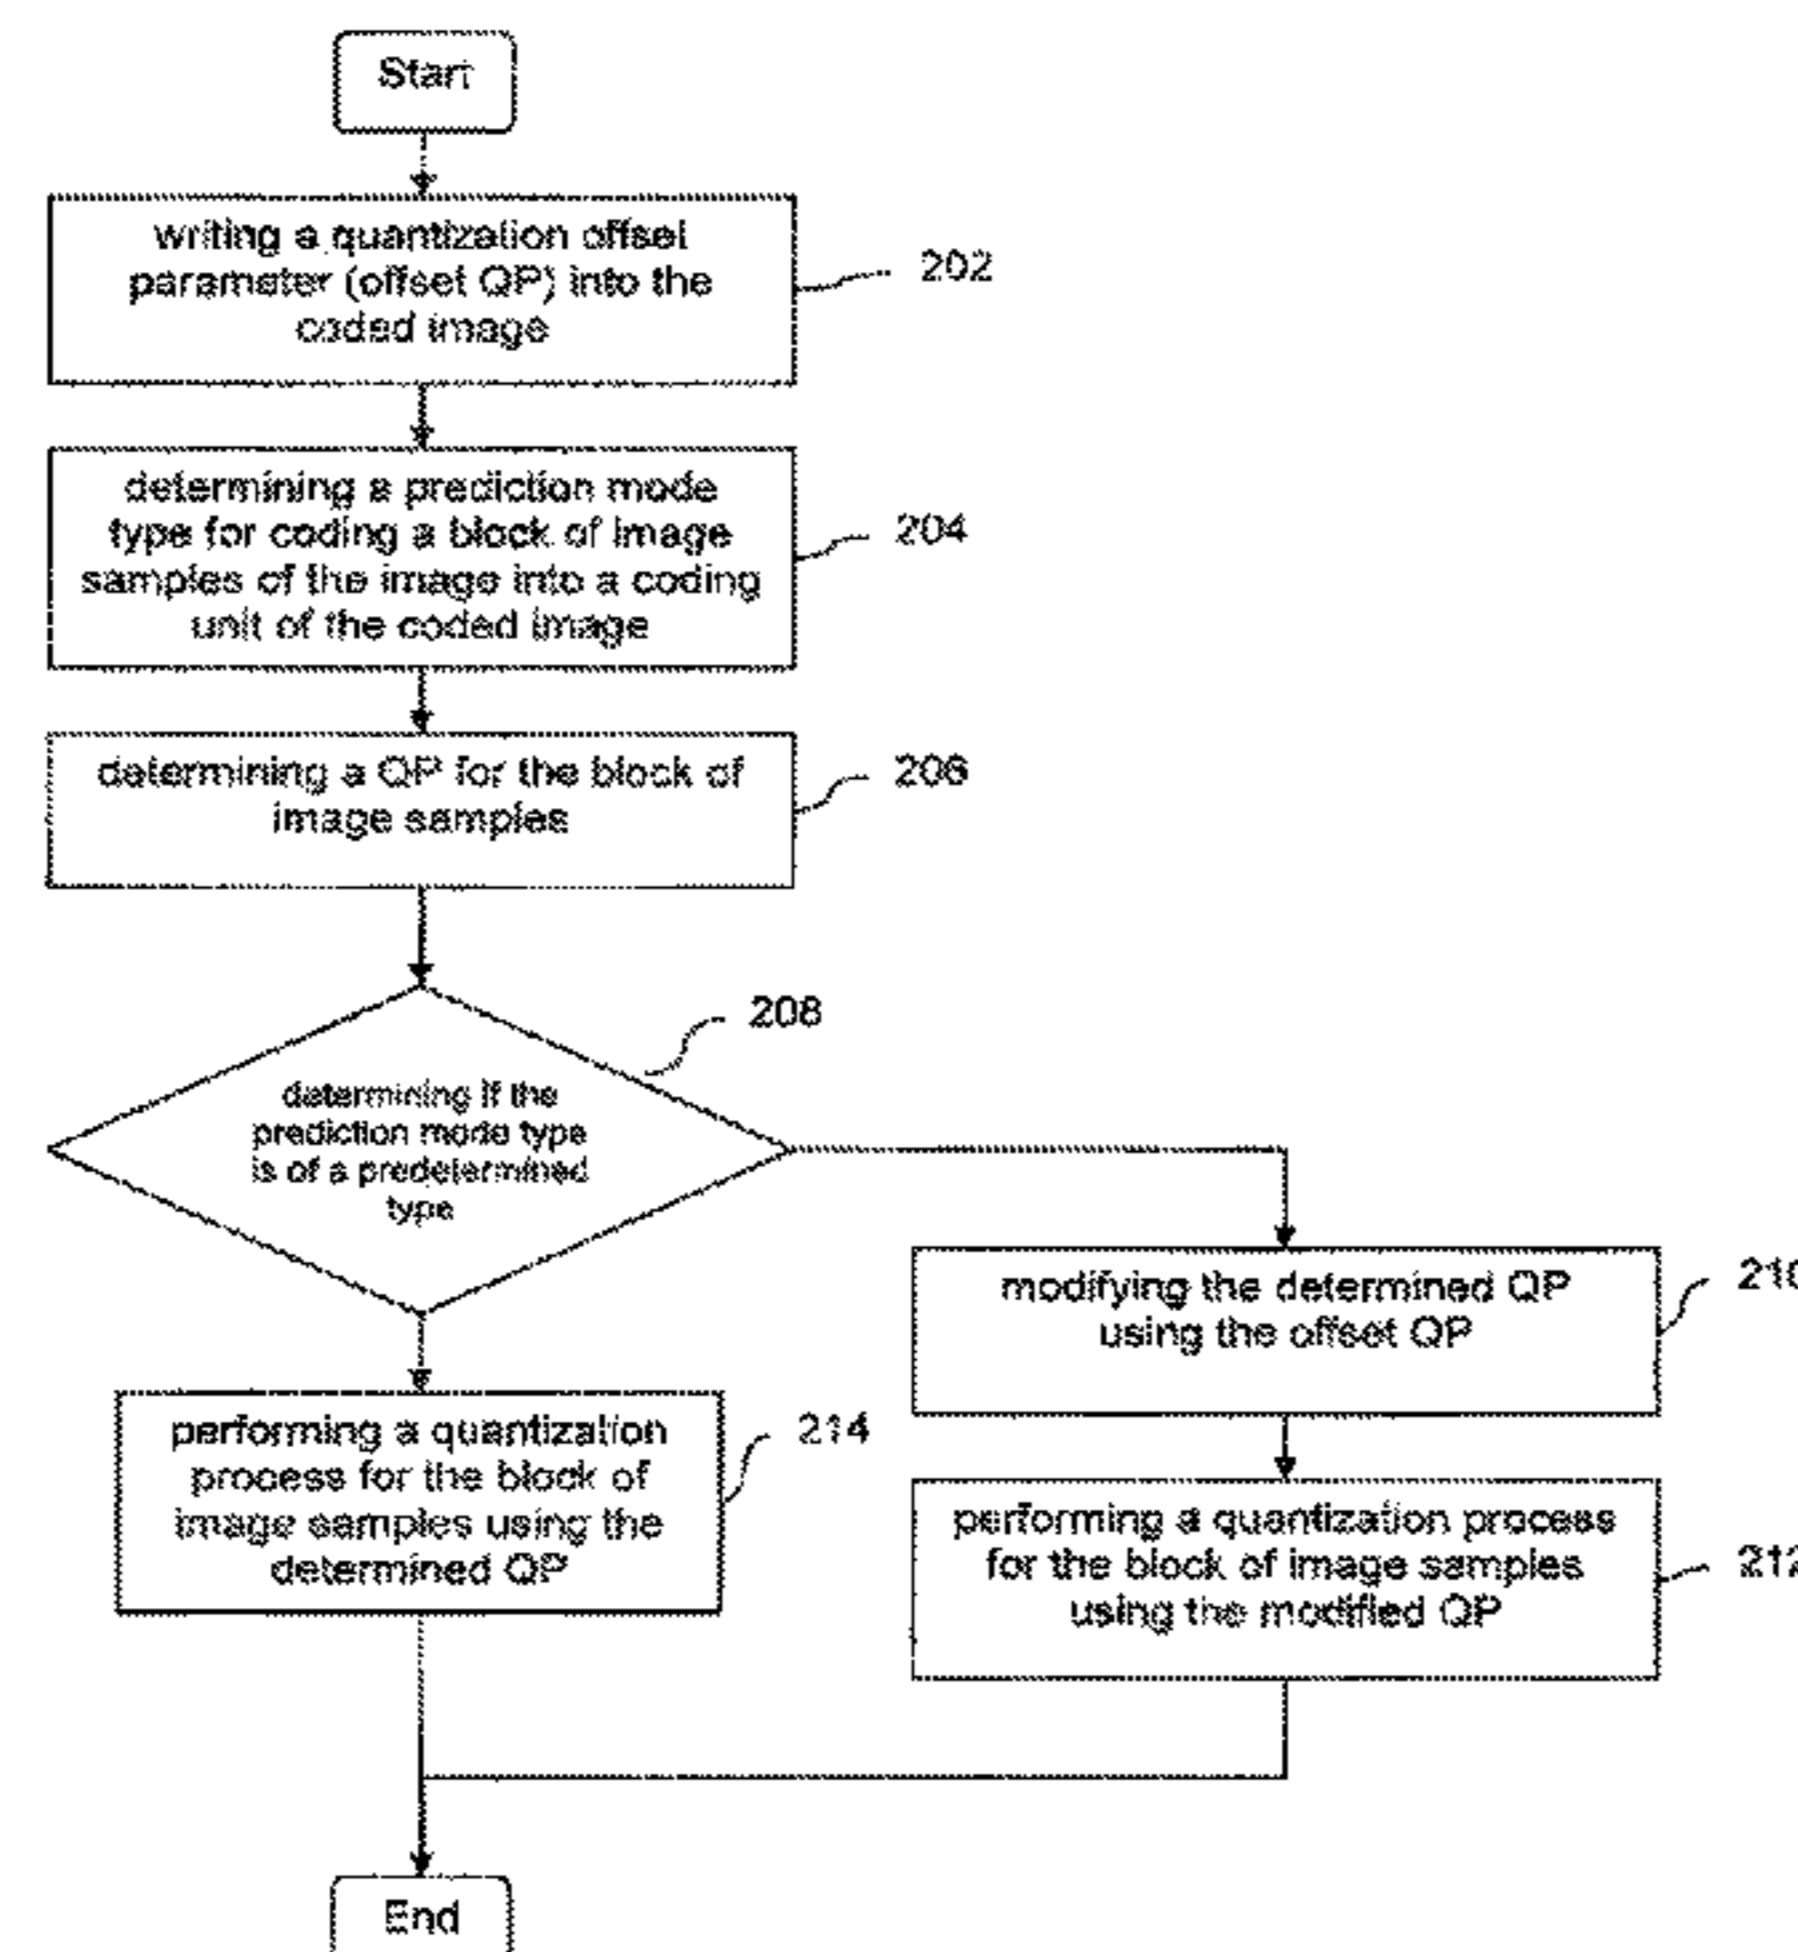 Start
writing a quantization offset
parameter (offset QP) into the
coded image
202
determining a prediction mode
type for coding a block of image
samples of the image into a coding
unit of the coded image
204
determining a QP for the block of
image samples
206
208
determining if the
prediction mode type
is of a predetermined
type
modifying the determined QP
using the offset QP
210
performing a quantization
process for the block of
image samples using the
determined QP
214
performing a quantization process
for the block of image samples
using the modified QP
212
End